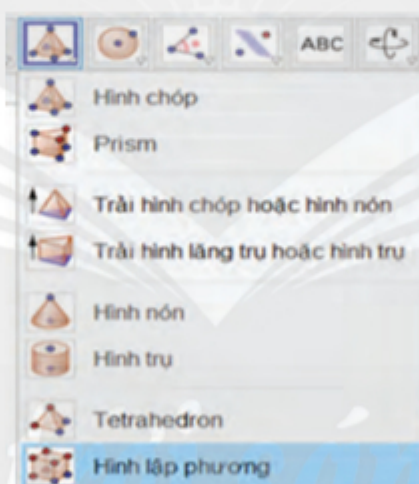 ABC
Hình chóp
Prism
Trải hình chóp hoặc hình nón
Trải hình lăng trụ hoặc hình trụ
Hình nón
Hình trụ
Tetrahedron
Hình lập phương